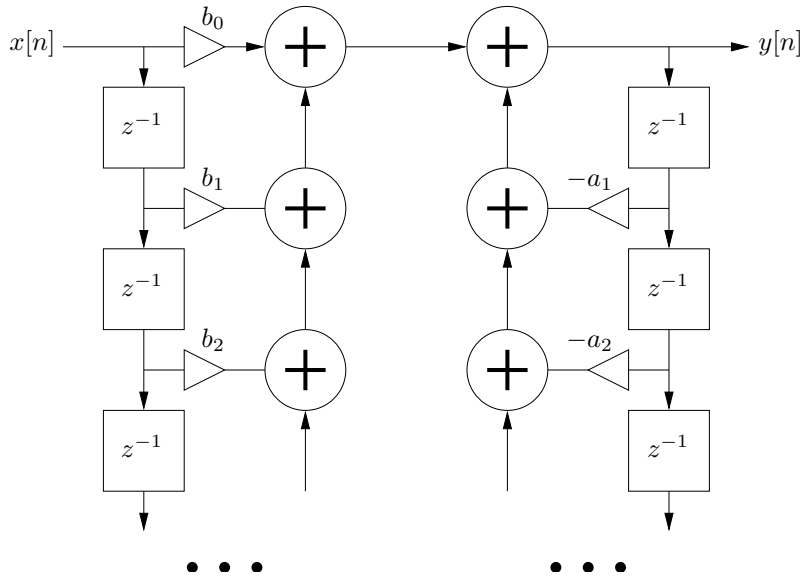 x[n] b₀ + + y[n]
z⁻¹ z⁻¹
b₁ + + −a₁
z⁻¹ z⁻¹
b₂ + + −a₂
z⁻¹ z⁻¹
• • • • • •